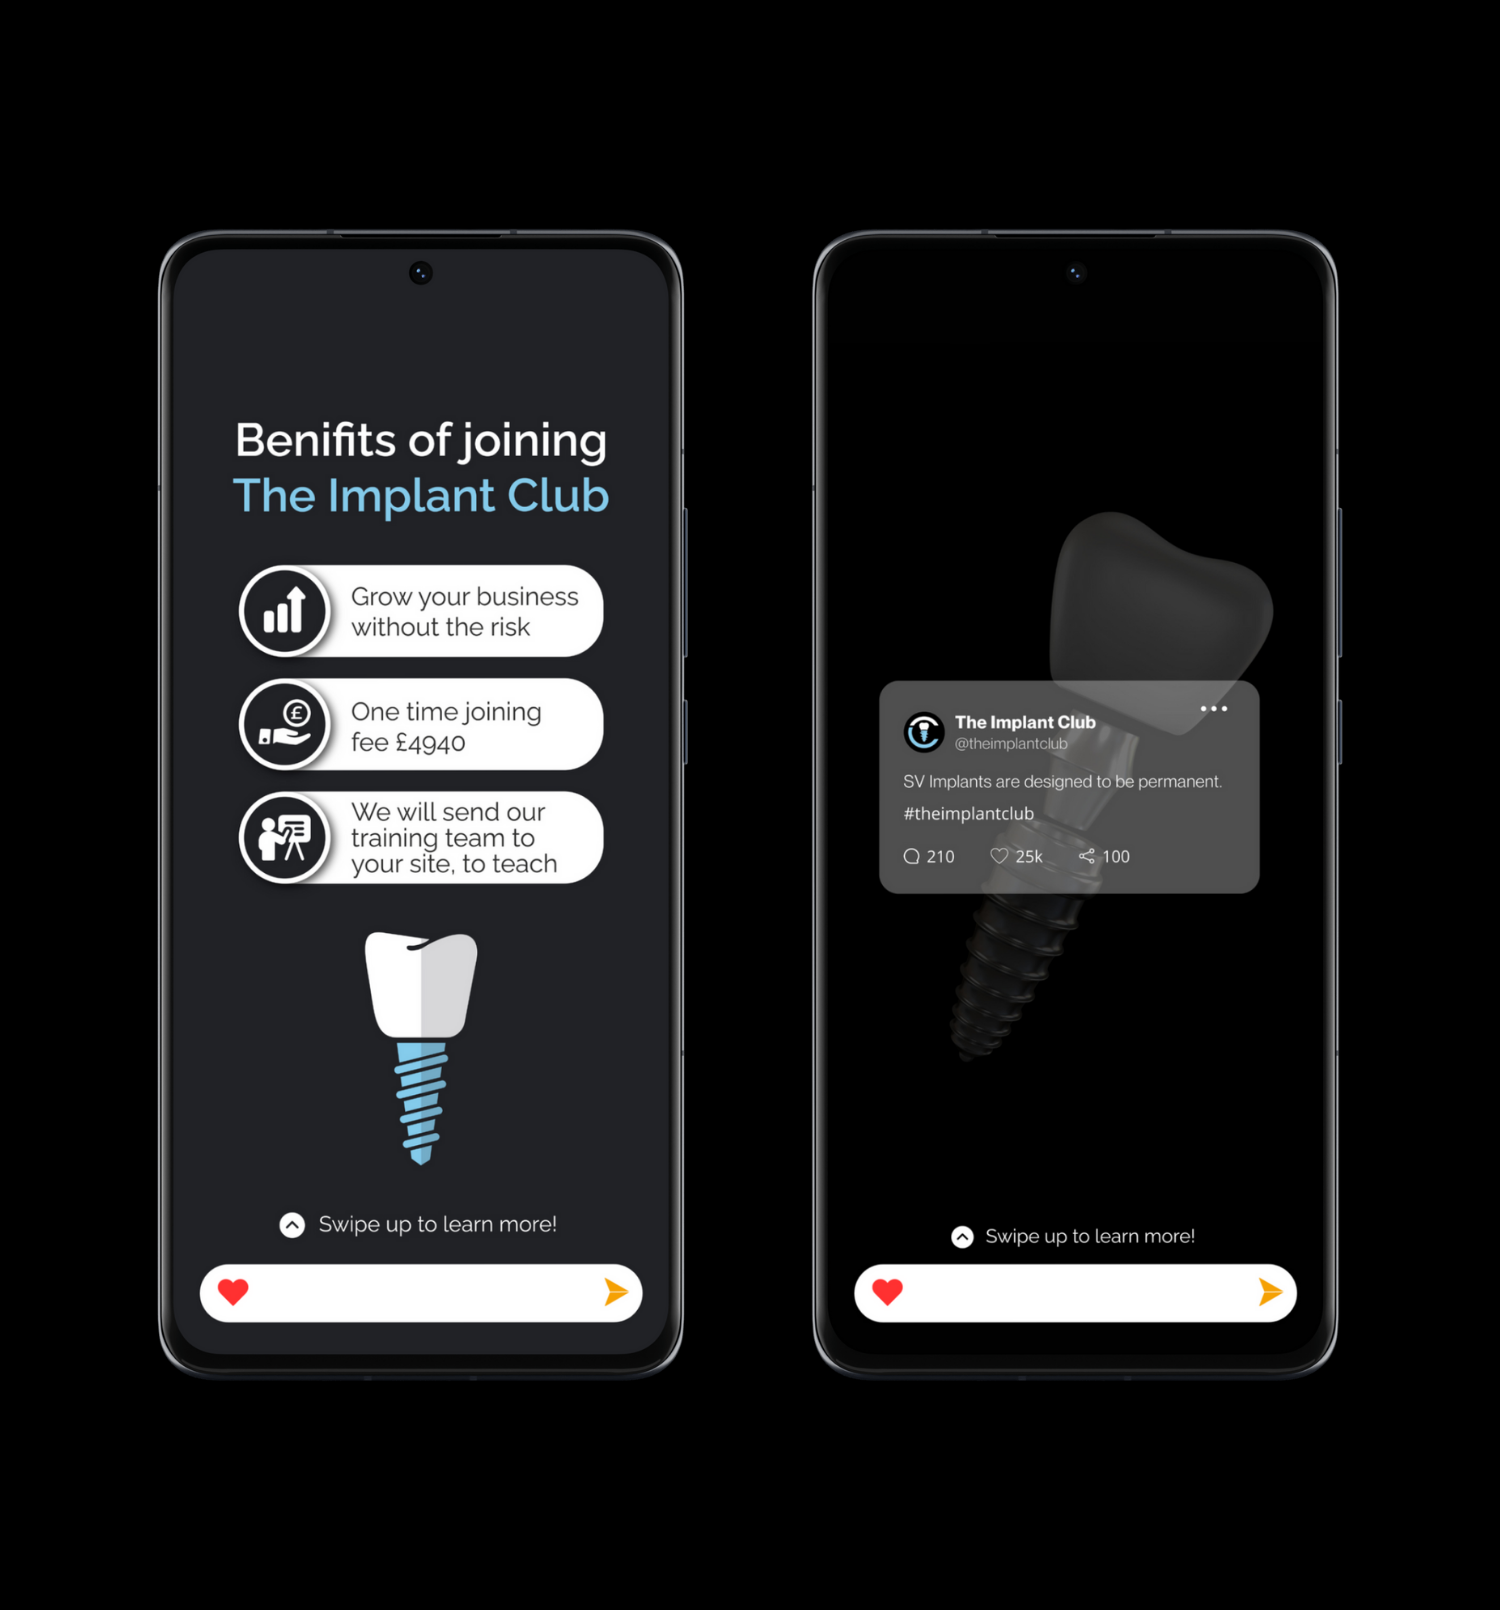 Benifits of joining
The Implant Club
Grow your business
without the risk
£
One time joining
fee £4940
We will send our
training team to
your site, to teach
Swipe up to learn more!
The Implant Club
@theimplantclub
SV Implants are designed to be permanent.
#theimplantclub
210 25k 100
Swipe up to learn more!